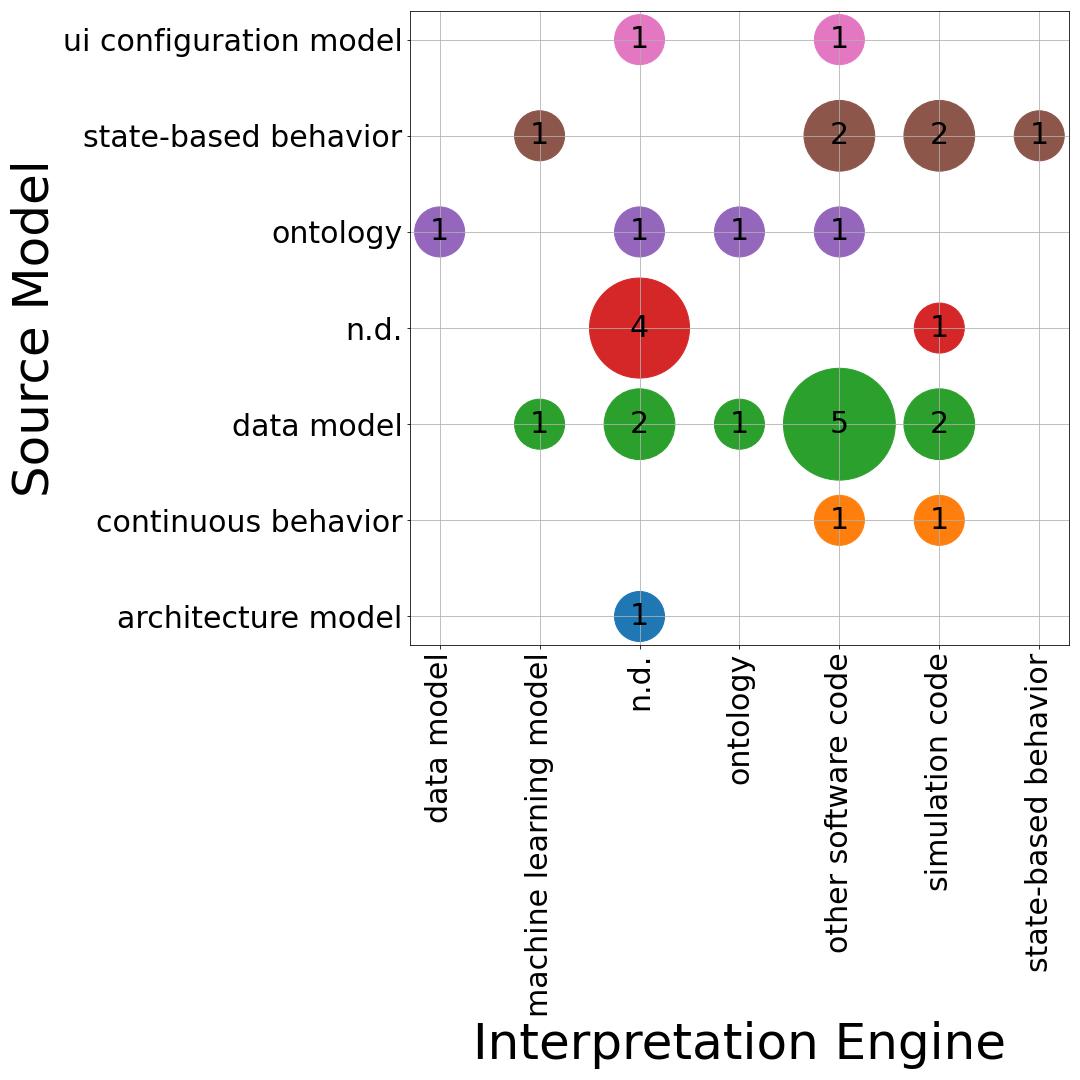 Source Model
ui configuration model
1 1
state-based behavior
1 2 2 1
ontology
1 1 1 1
n.d.
4 1
data model
1 2 1 5 2
continuous behavior
1 1
architecture model
1
data model
machine learning model
n.d.
ontology
other software code
simulation code
state-based behavior
Interpretation Engine